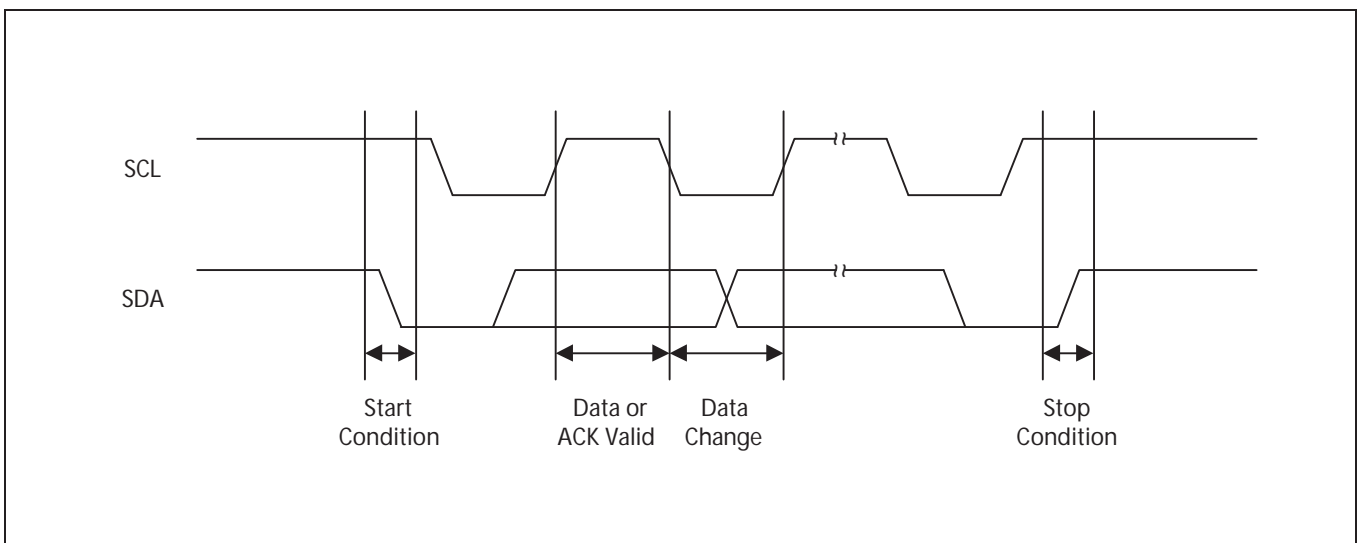 SCL
SDA
Start
Condition
Data or
ACK Valid
Data
Change
Stop
Condition